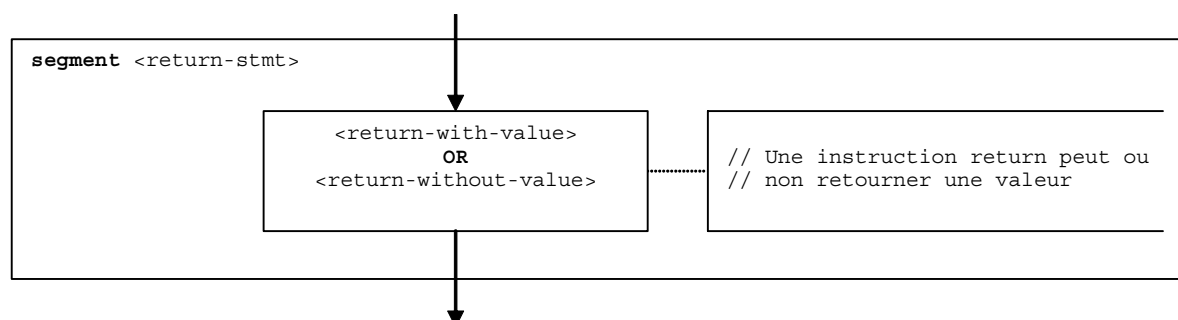 segment <return-stmt>
<return-with-value>
OR
<return-without-value>
// Une instruction return peut ou
// non retourner une valeur